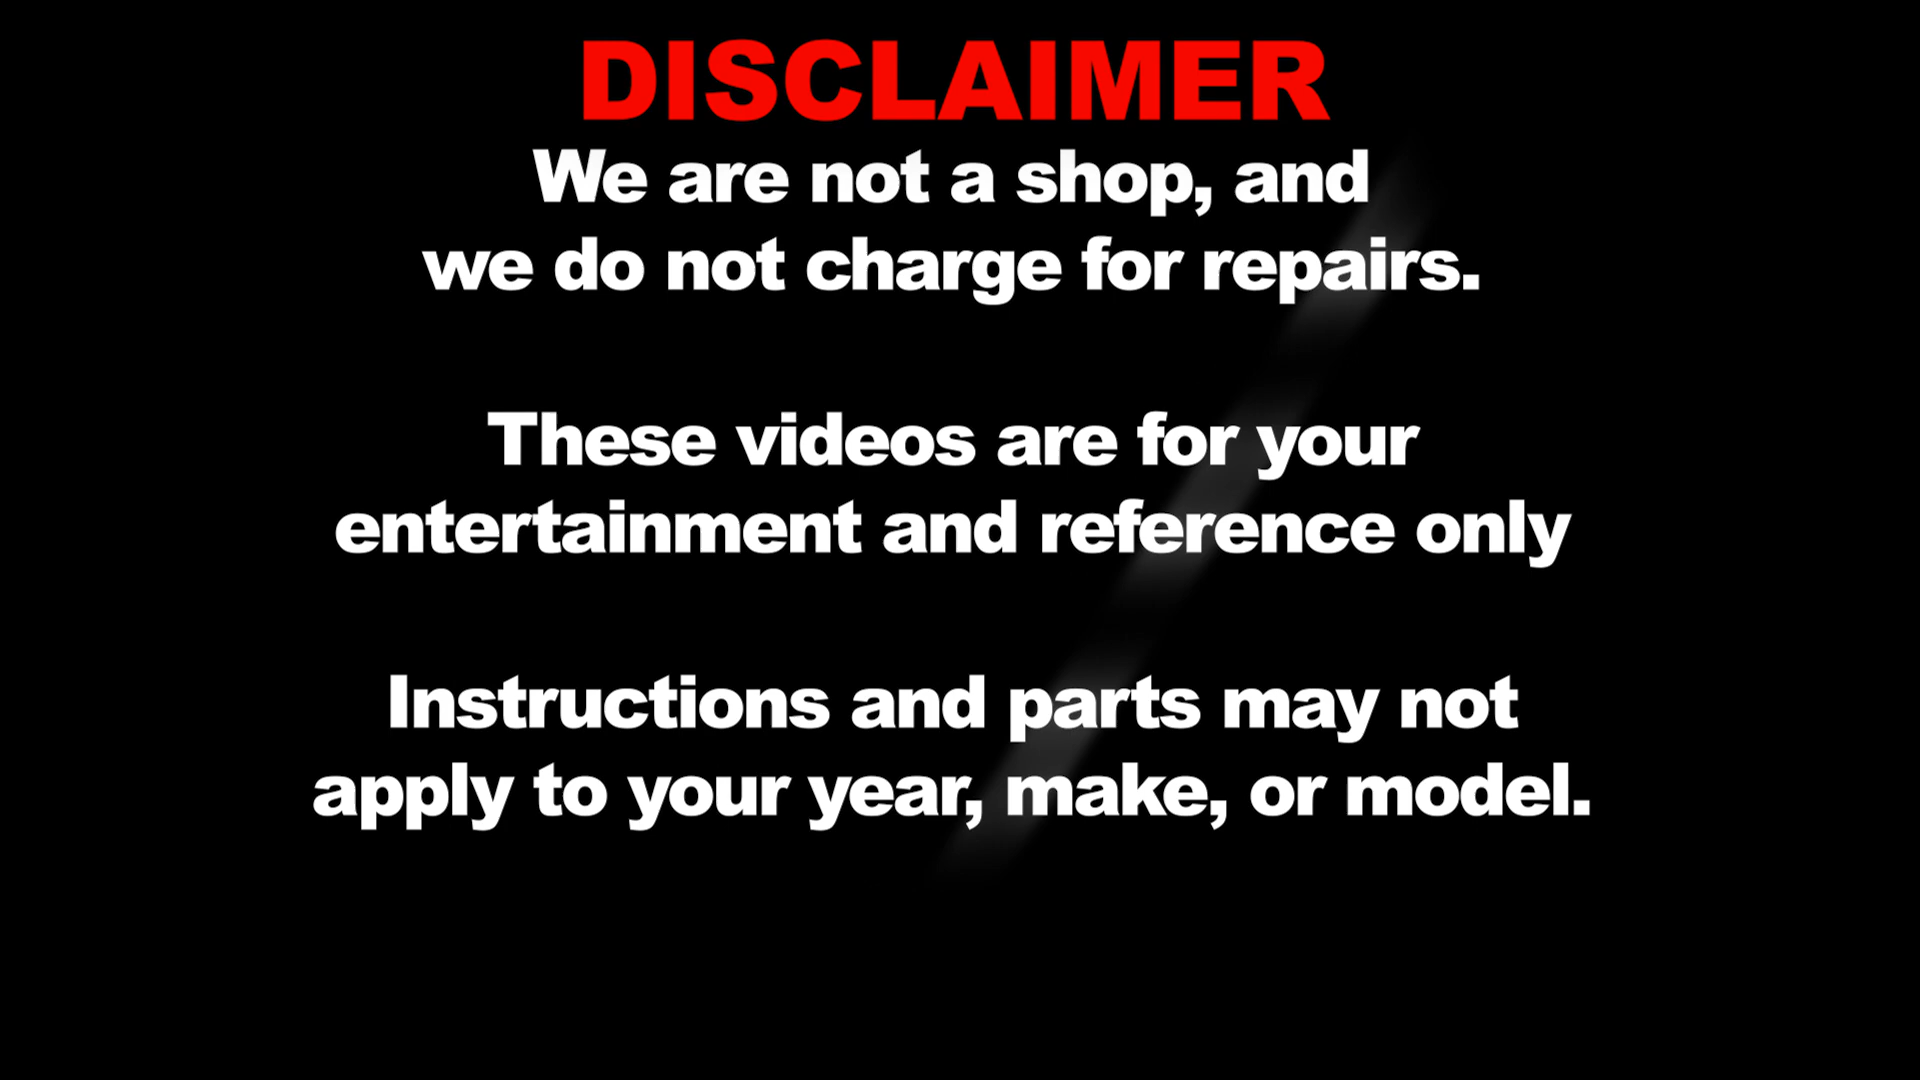 DISCLAIMER
We are not a shop, and
we do not charge for repairs.
These videos are for your
entertainment and reference only
Instructions and parts may not
apply to your year, make, or model.